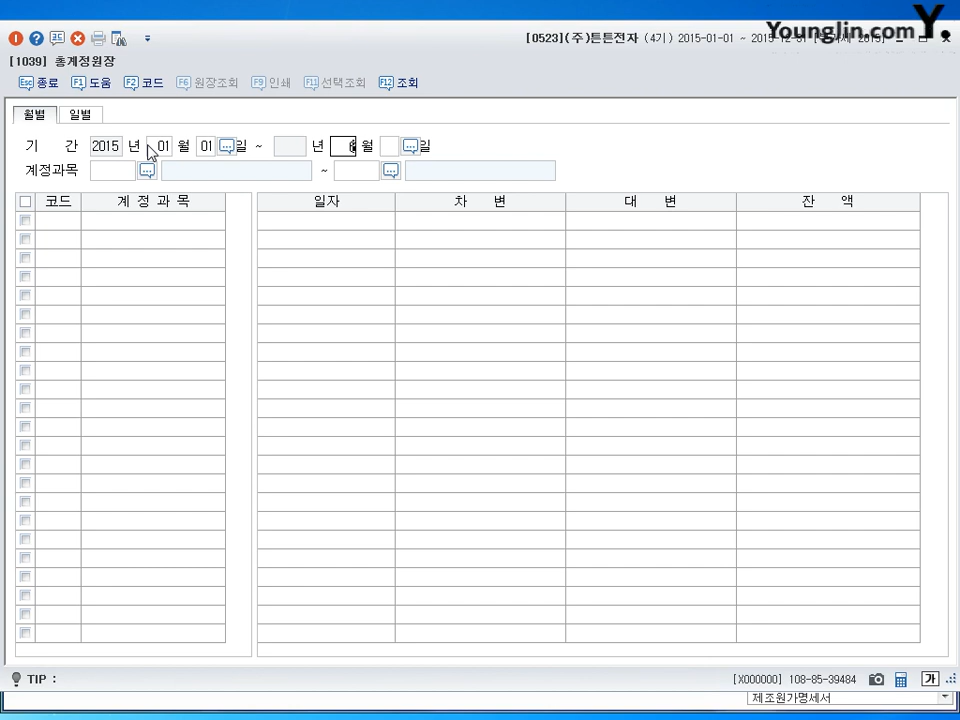 Younglin.com Y.
[0523](주)튼튼전자 (4기) 2015-01-01 ~ 2015-12-31
[1039] 총계정원장
Esc 종료 F1 도움 F2 코드 F6 원장조회 F9 인쇄 F11 선택조회 F12 조회
월별 일별
기 간 2015 년 01 월 01 일 ~ 년 6 월 일
계정과목 ~
코드 계 정 과 목 일자 차 변 대 변 잔 액
TIP : [X000000] 108-85-39484 가
제조원가명세서